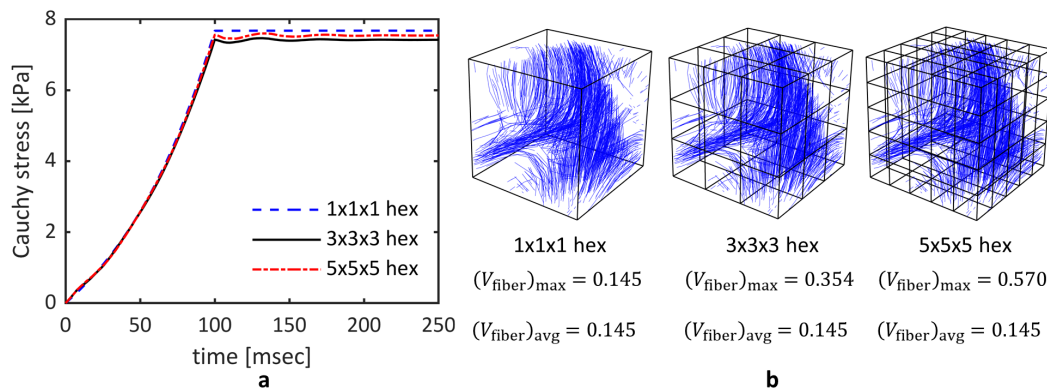 8
6
4
2
0
Cauchy stress [kPa]
1x1x1 hex
3x3x3 hex
5x5x5 hex
0 50 100 150 200 250
time [msec]
a
1x1x1 hex 3x3x3 hex 5x5x5 hex
(V_fiber)_max = 0.145 (V_fiber)_max = 0.354 (V_fiber)_max = 0.570
(V_fiber)_avg = 0.145 (V_fiber)_avg = 0.145 (V_fiber)_avg = 0.145
b